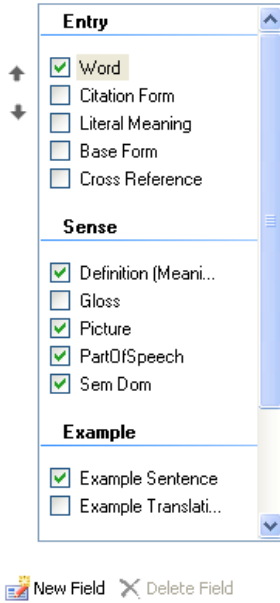 Entry
Word
Citation Form
Literal Meaning
Base Form
Cross Reference
Sense
Definition (Meani...
Gloss
Picture
PartOfSpeech
Sem Dom
Example
Example Sentence
Example Translati...
New Field Delete Field